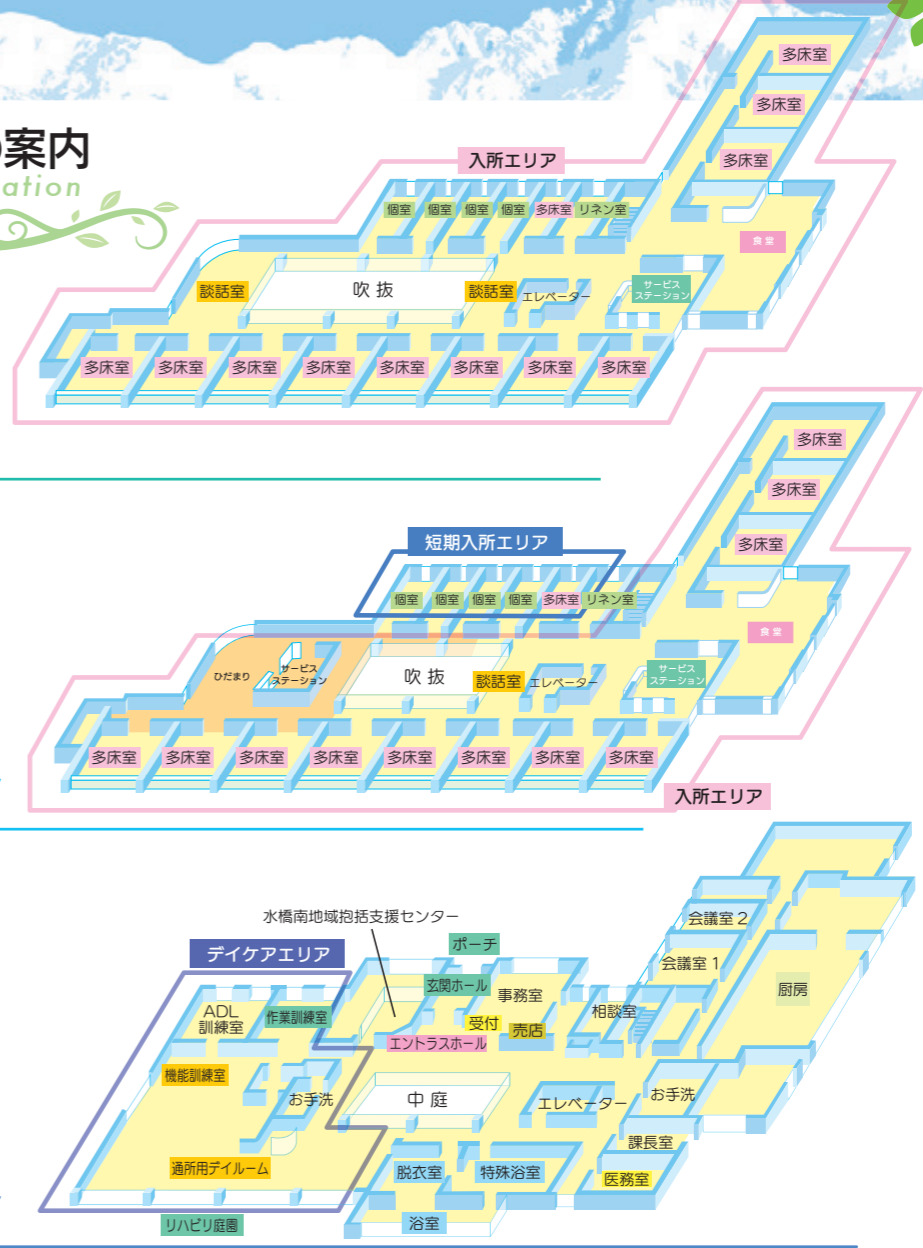 の案内
ation
入所エリア
多床室
多床室
多床室
個室 個室 個室 個室 多床室 リネン室
食堂
談話室 吹抜 談話室 エレベーター
サービス
ステーション
多床室 多床室 多床室 多床室 多床室 多床室 多床室 多床室
短期入所エリア
多床室
多床室
多床室
個室 個室 個室 個室 多床室 リネン室
食堂
ひだまり
サービス
ステーション
吹抜 談話室 エレベーター
サービス
ステーション
多床室 多床室 多床室 多床室 多床室 多床室 多床室 多床室
入所エリア
水橋南地域包括支援センター
デイケアエリア
ポーチ
会議室2
会議室1
玄関ホール
事務室
厨房
ADL
訓練室
作業訓練室
受付
売店
相談室
エントラスホール
機能訓練室
お手洗
中庭
エレベーター
お手洗
課長室
通所用デイルーム
脱衣室
特殊浴室
医務室
リハビリ庭園
浴室